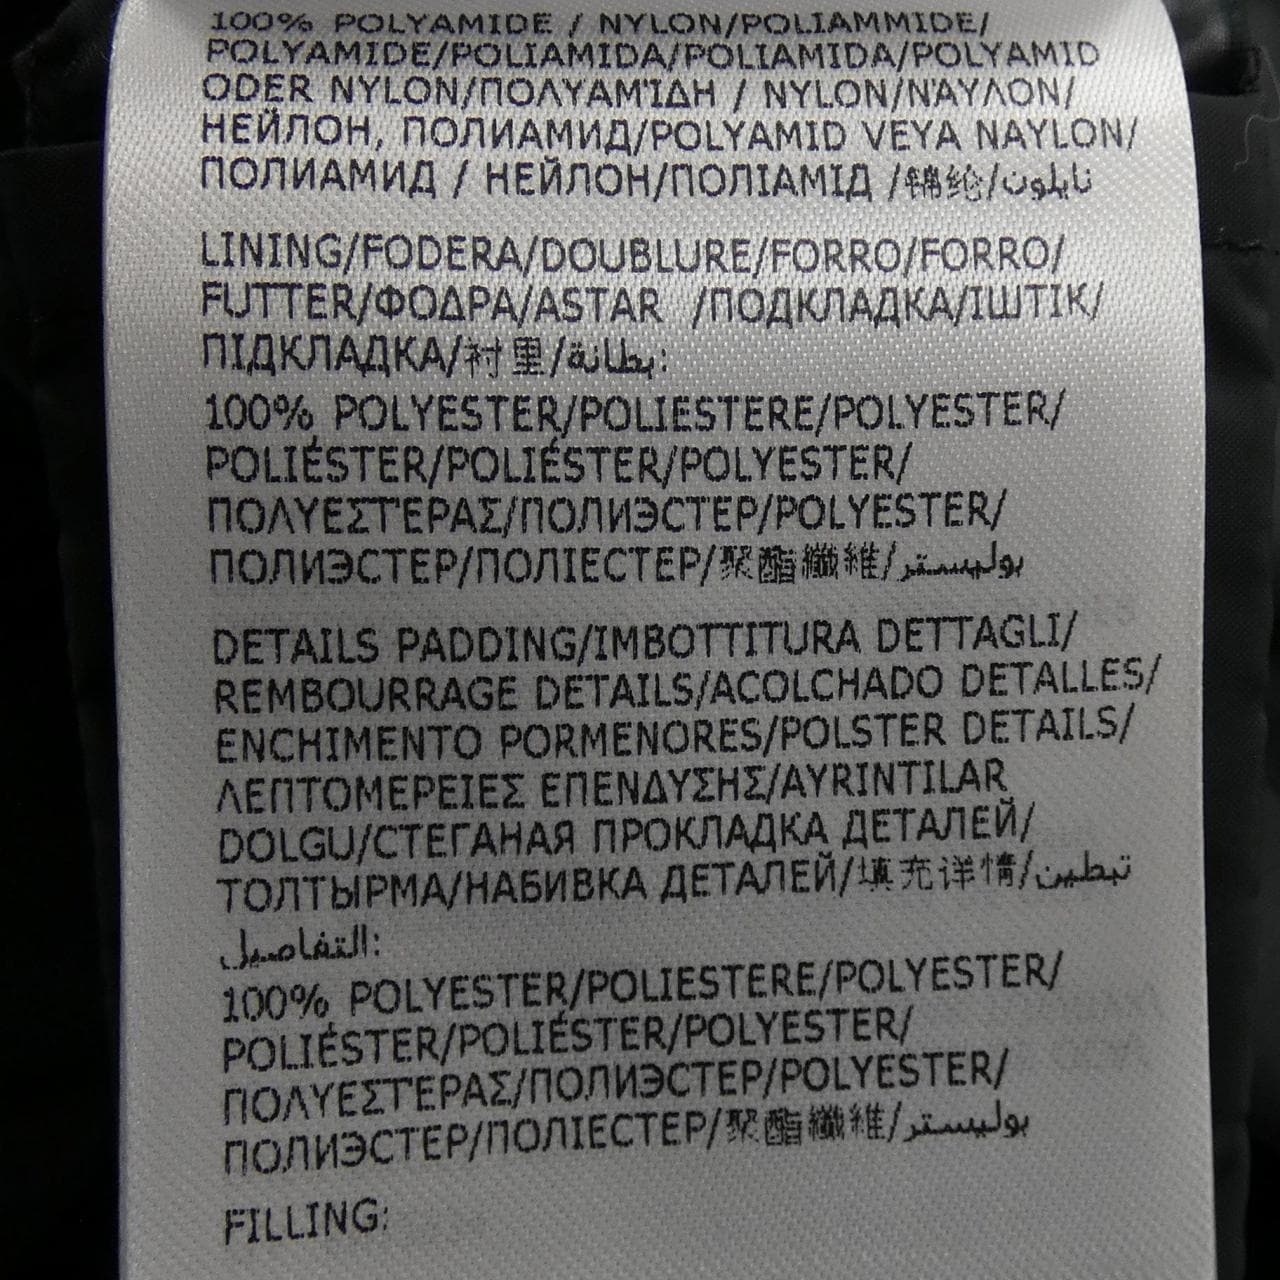 100% POLYAMIDE / NYLON/POLIAMMIDE/
POLYAMIDE/POLIAMIDA/POLIAMIDA/POLYAMID
ODER NYLON/ΠΟΛΥΑΜΊΔΗ / NYLON/ΝΆΥΛΟΝ/
НЕЙЛОН, ПОЛИАМИД/POLYAMID VEYA NAYLON/
ПОЛИАМИД / НЕЙЛОН/ПОЛІАМІД /锦纶/نايلون
LINING/FODERA/DOUBLURE/FORRO/FORRO/
FUTTER/ΦΟΔΡΑ/ASTAR /ПОДКЛАДКА/ІШТІК/
ПІДКЛАДКА/衬里/بطانة:
100% POLYESTER/POLIESTERE/POLYESTER/
POLIÉSTER/POLIÉSTER/POLYESTER/
ΠΟΛΥΕΣΤΕΡΑΣ/ПОЛИЭСТЕР/POLYESTER/
ПОЛИЭСТЕР/ПОЛІЕСТЕР/聚酯纖維/بوليستر
DETAILS PADDING/IMBOTTITURA DETTAGLI/
REMBOURRAGE DETAILS/ACOLCHADO DETALLES/
ENCHIMENTO PORMENORES/POLSTER DETAILS/
ΛΕΠΤΟΜΕΡΕΙΕΣ ΕΠΕΝΔΥΣΗΣ/AYRINTILAR
DOLGU/СТЕГАНАЯ ПРОКЛАДКА ДЕТАЛЕЙ/
ТОЛТЫРМА/НАБИВКА ДЕТАЛЕЙ/填充详情/تبطين
التفاصيل:
100% POLYESTER/POLIESTERE/POLYESTER/
POLIÉSTER/POLIÉSTER/POLYESTER/
ΠΟΛΥΕΣΤΕΡΑΣ/ПОЛИЭСТЕР/POLYESTER/
ПОЛИЭСТЕР/ПОЛІЕСТЕР/聚酯纖維/بوليستر
FILLING: